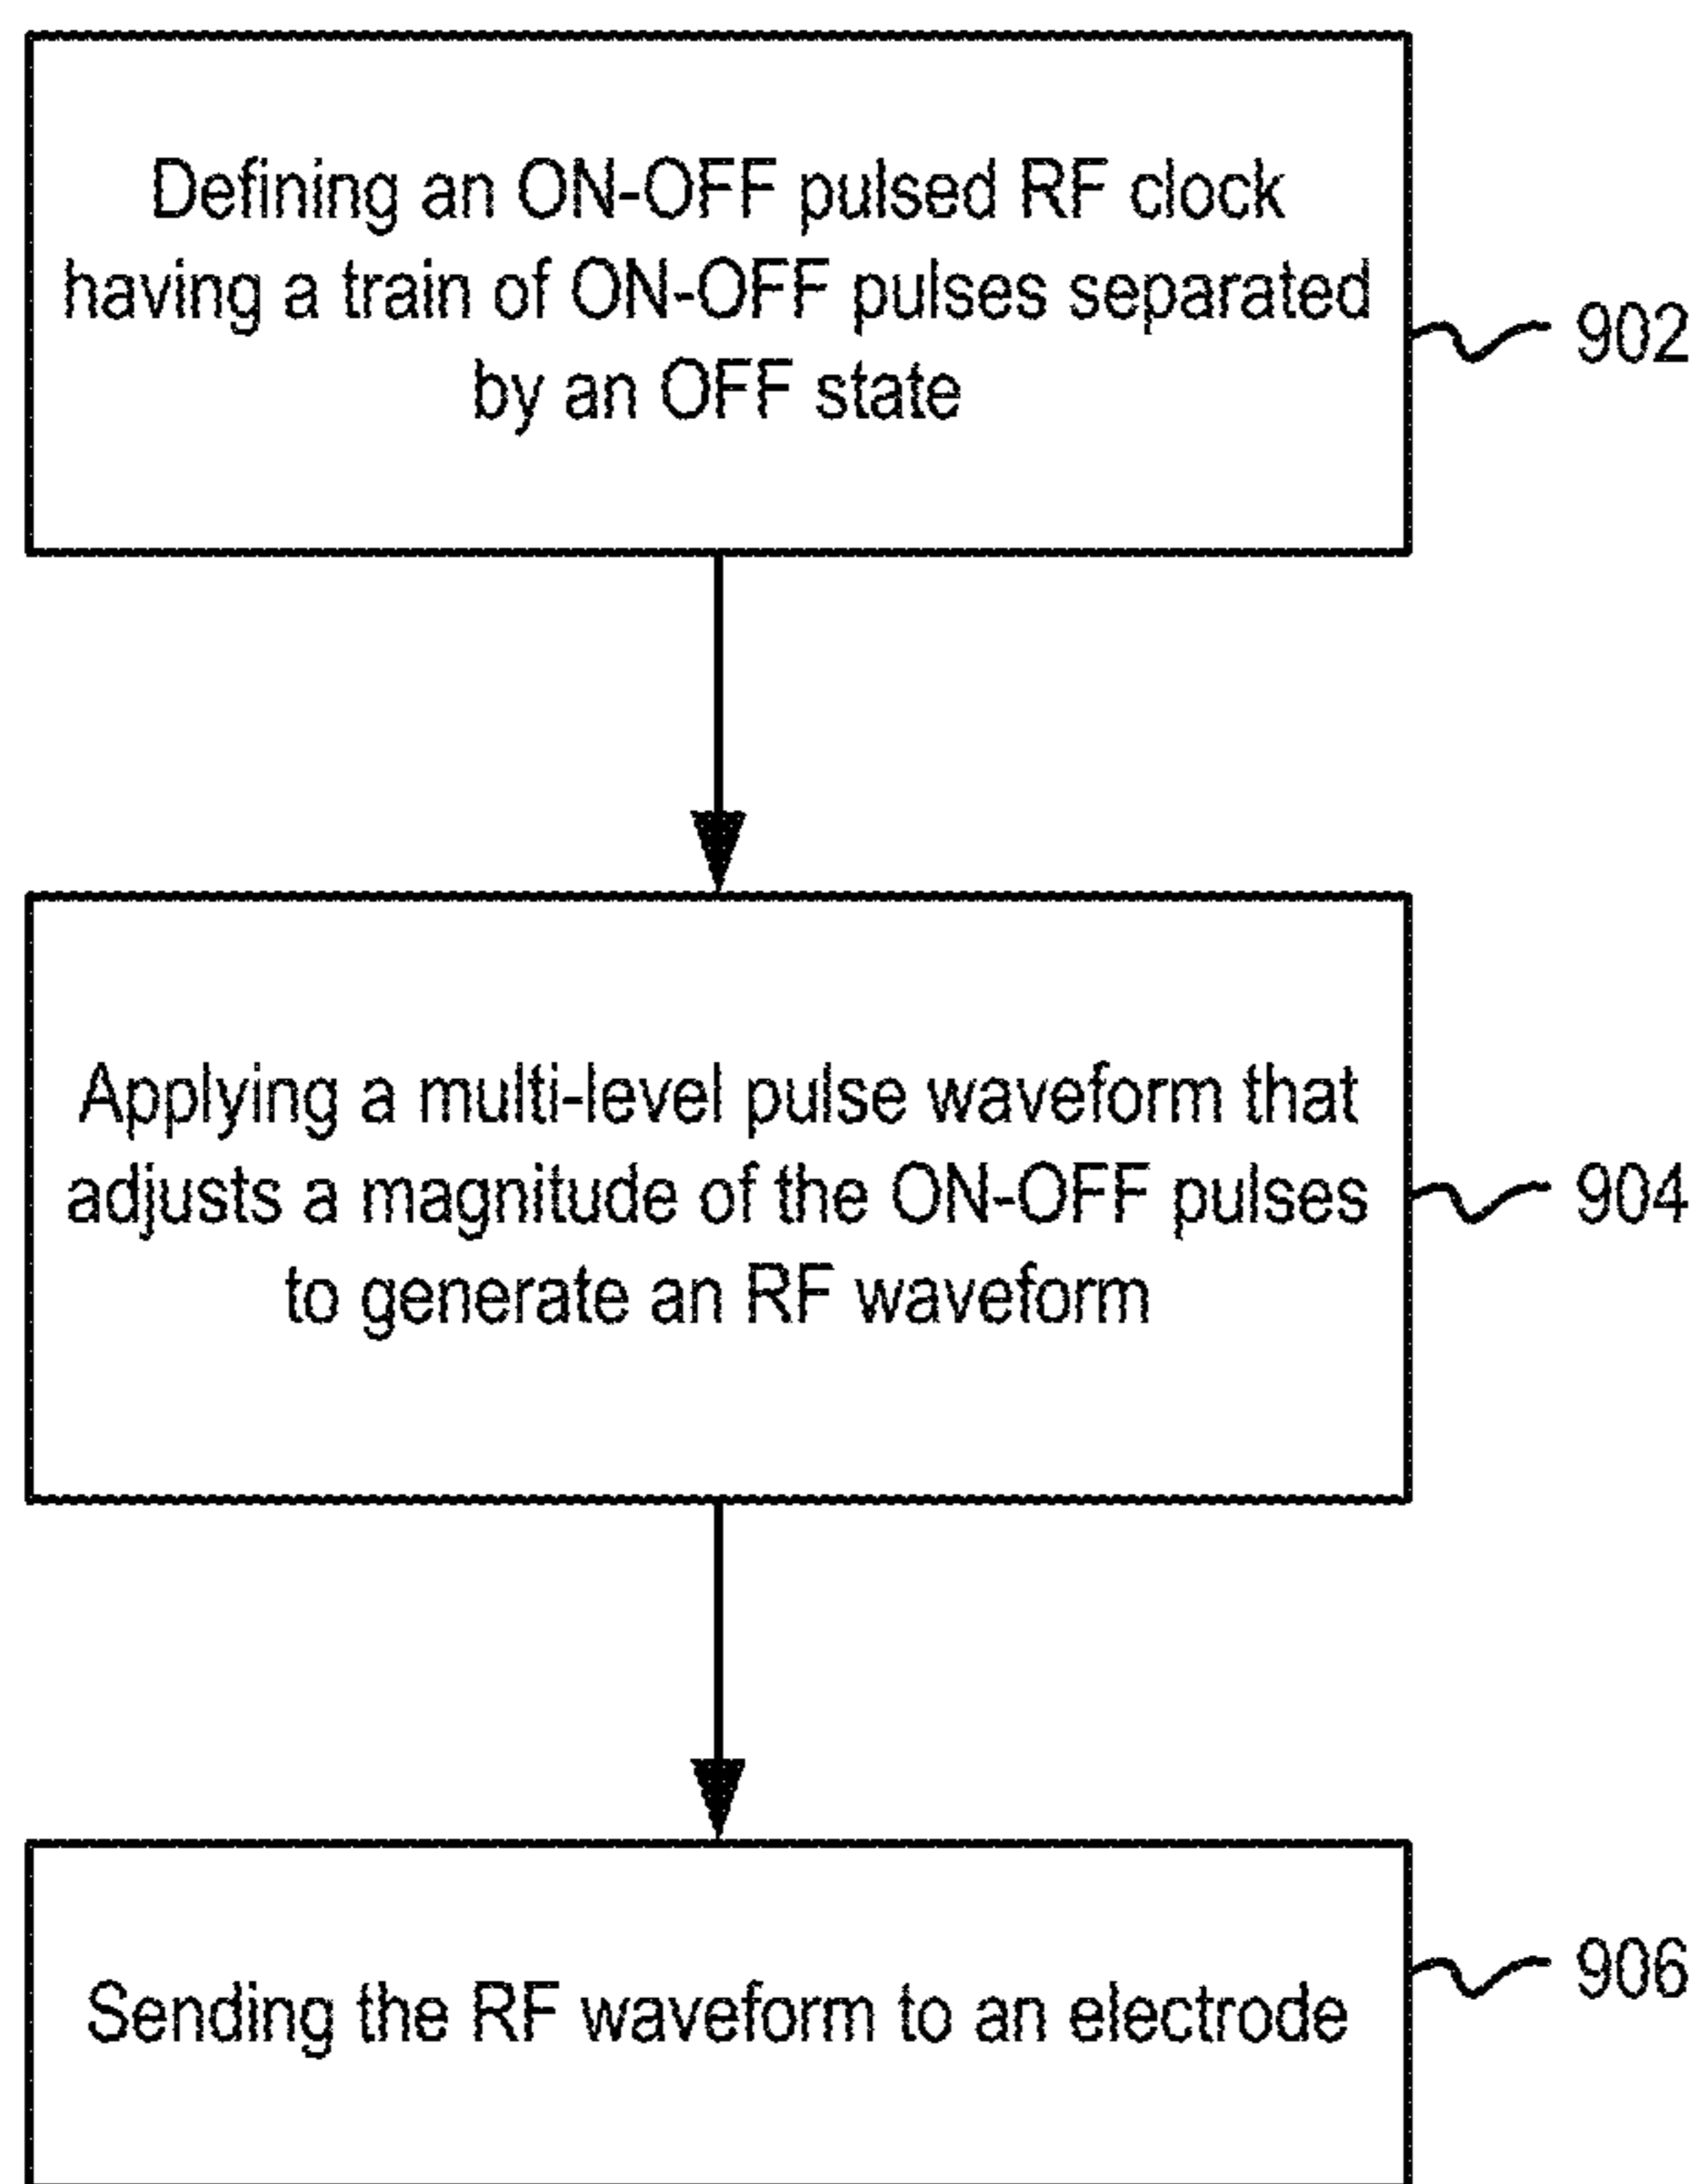 Defining an ON-OFF pulsed RF clock
having a train of ON-OFF pulses separated
by an OFF state
902
Applying a multi-level pulse waveform that
adjusts a magnitude of the ON-OFF pulses
to generate an RF waveform
904
Sending the RF waveform to an electrode
906